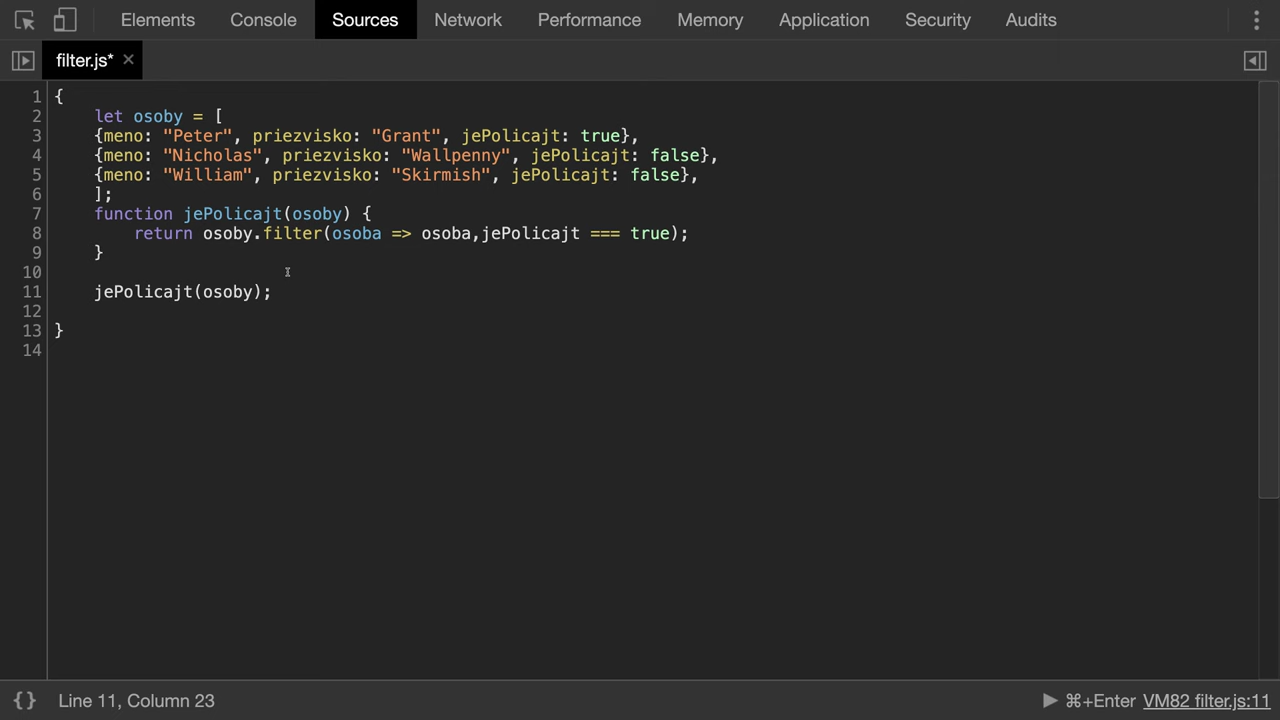 Elements Console Sources Network Performance Memory Application Security Audits
filter.js* ×
1 {
2 let osoby = [
3 {meno: "Peter", priezvisko: "Grant", jePolicajt: true},
4 {meno: "Nicholas", priezvisko: "Wallpenny", jePolicajt: false},
5 {meno: "William", priezvisko: "Skirmish", jePolicajt: false},
6 ];
7 function jePolicajt(osoby) {
8 return osoby.filter(osoba => osoba,jePolicajt === true);
9 }
10
11 jePolicajt(osoby);
12
13 }
14
{} Line 11, Column 23 ⌘+Enter VM82 filter.js:11